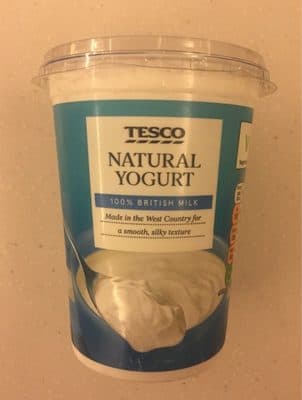 TESCO
NATURAL
YOGURT
100% BRITISH MILK
Made in the West Country for
a smooth, silky texture